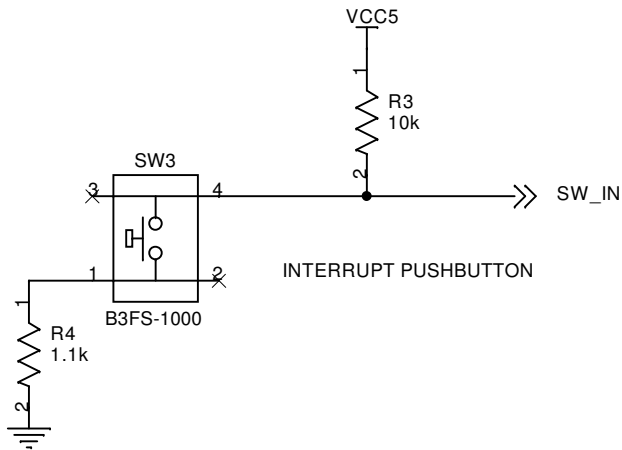 VCC5
1
R3
10k
2
SW3
3
4
SW_IN
1
2
INTERRUPT PUSHBUTTON
B3FS-1000
1
R4
1.1k
2